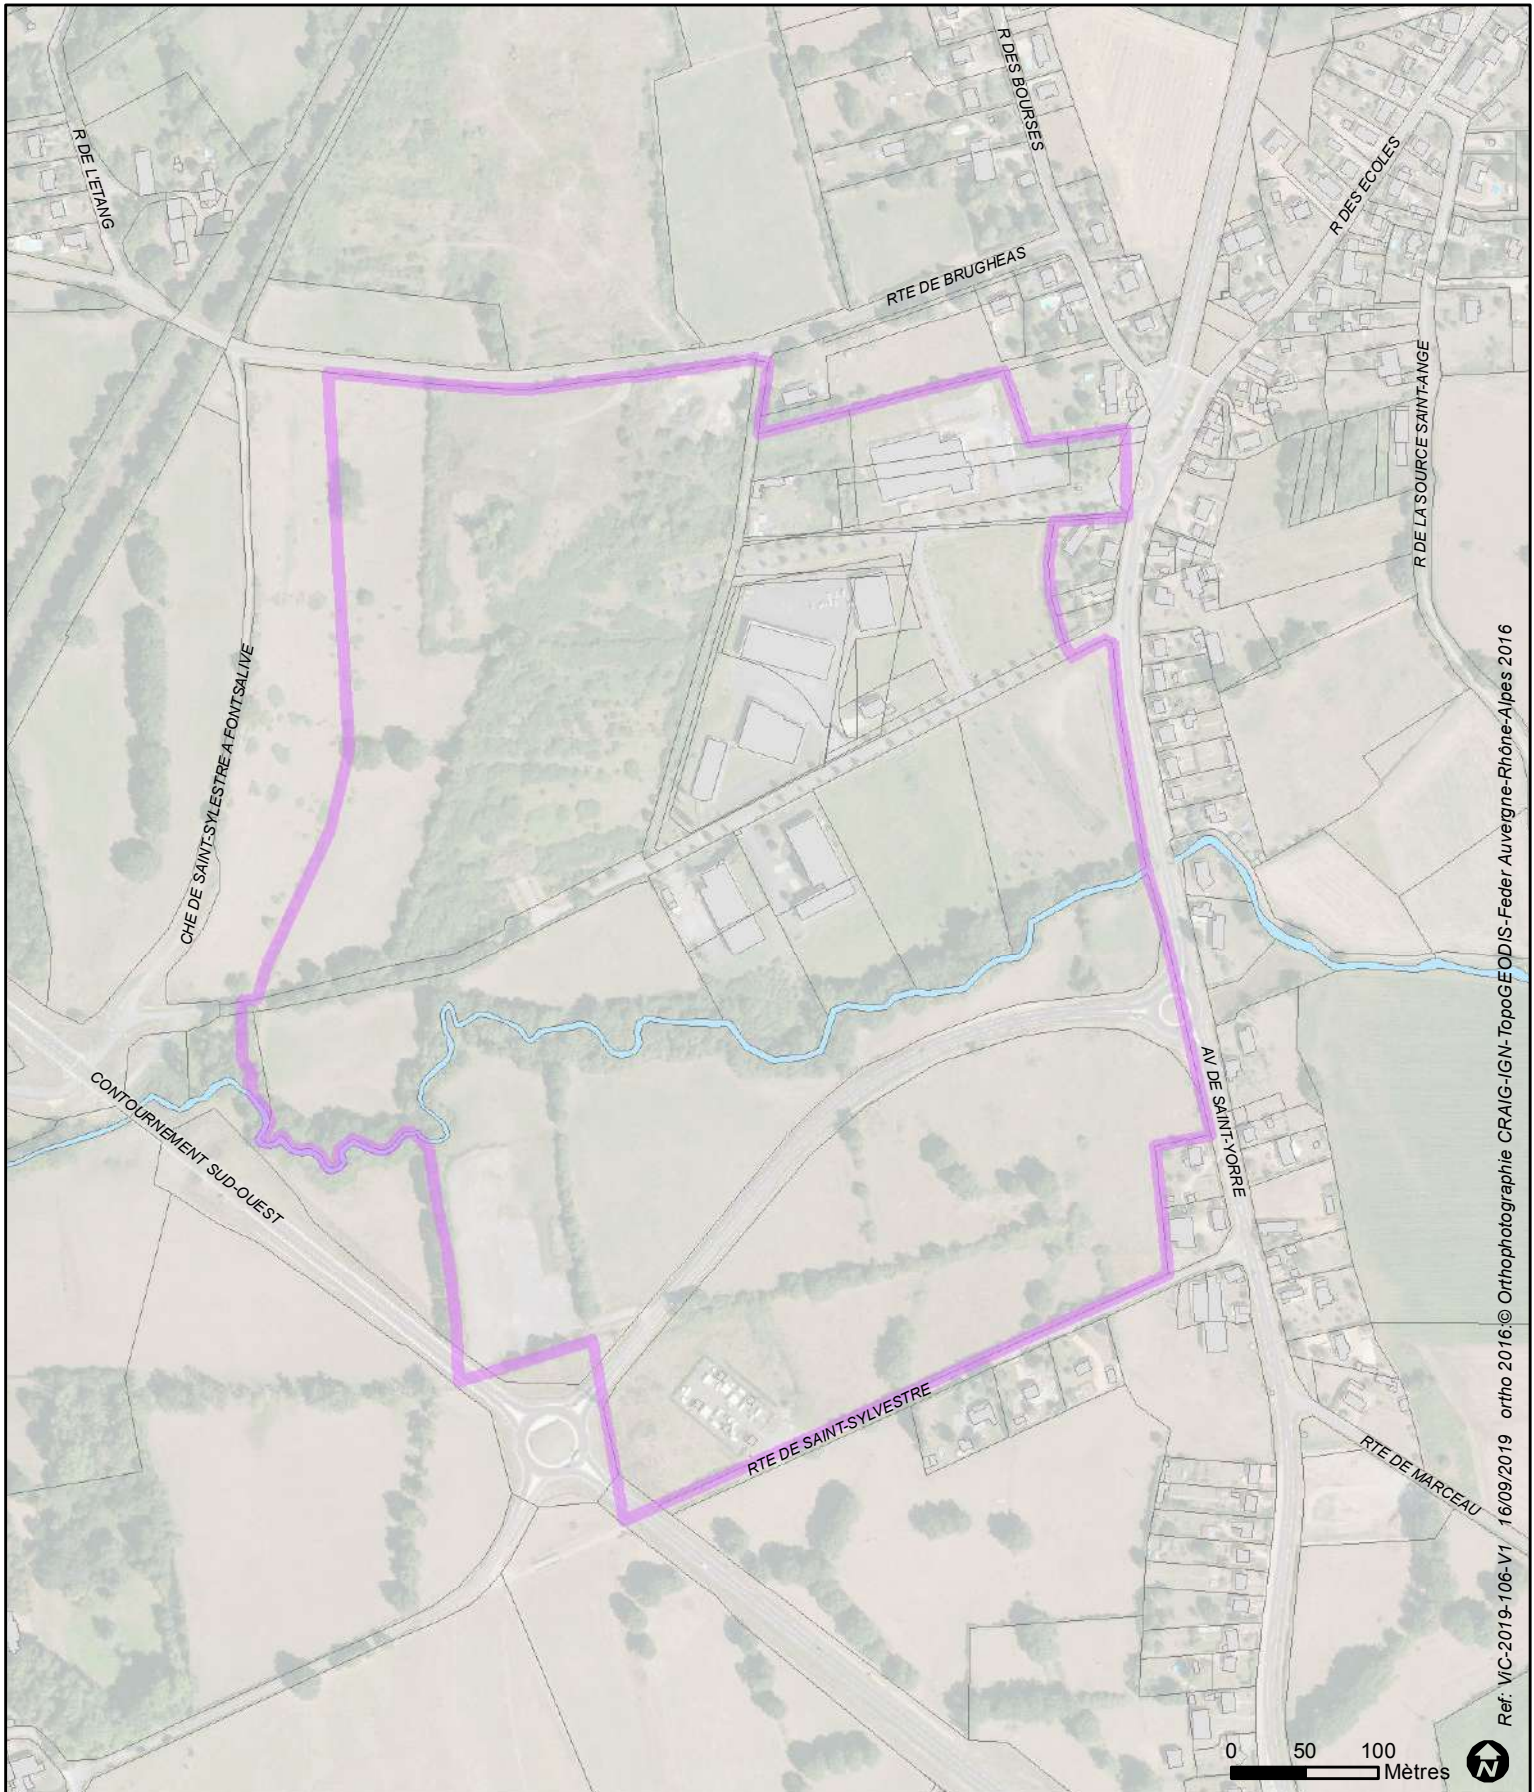 R DES BOURSES
R DE L'ETANG
R DES ECOLES
RTE DE BRUGHEAS
R DE LA SOURCE SAINT-ANGE
CHE DE SAINT-SYLESTRE A FONTSALIVE
CONTOURNEMENT SUD-OUEST
AV DE SAINT-YORRE
RTE DE SAINT-SYLVESTRE
RTE DE MARCEAU
Ref: ViC-2019-106-V1 16/09/2019 ortho 2016:© Orthophotographie CRAIG-IGN-TopoGEODIS-Feder Auvergne-Rhône-Alpes 2016
0 50 100
Mètres
N